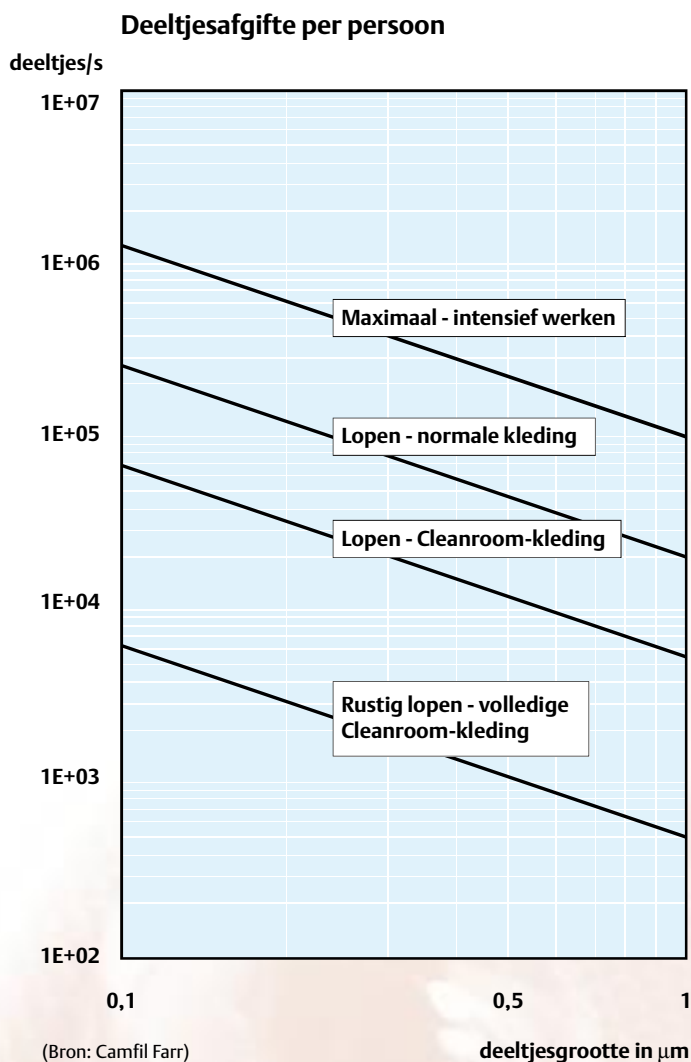 Deeltjesafgifte per persoon
deeltjes/s
1E+07
1E+06
Maximaal - intensief werken
Lopen - normale kleding
1E+05
Lopen - Cleanroom-kleding
1E+04
Rustig lopen - volledige
Cleanroom-kleding
1E+03
1E+02
0,1
0,5
1
(Bron: Camfil Farr)
deeltjesgrootte in µm